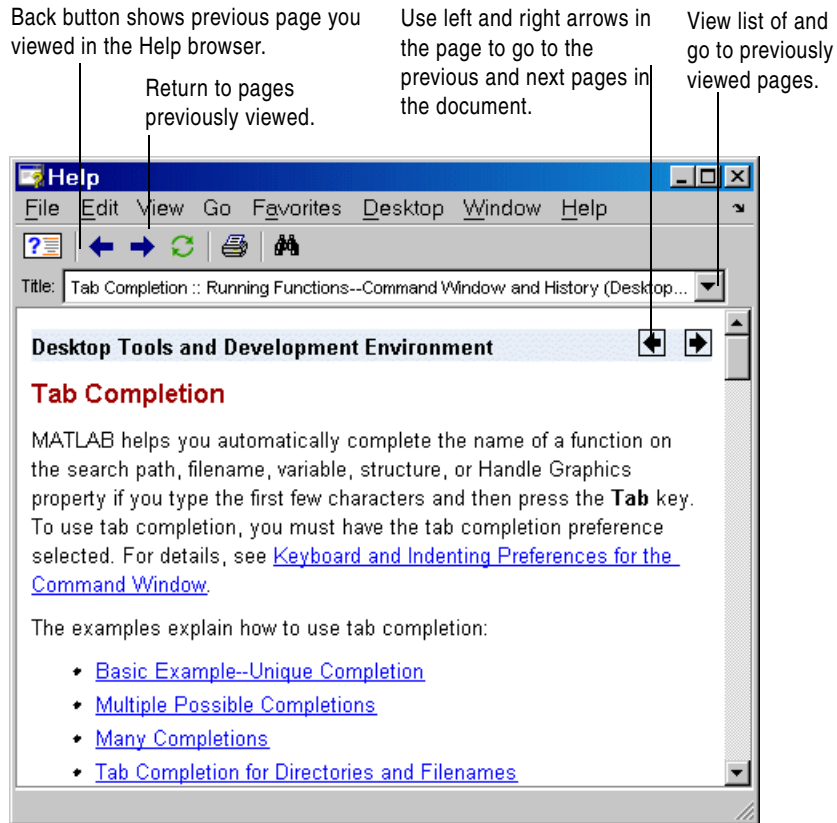 Back button shows previous page you
viewed in the Help browser.
Return to pages
previously viewed.
Use left and right arrows in
the page to go to the
previous and next pages in
the document.
View list of and
go to previously
viewed pages.
Help
File Edit View Go Favorites Desktop Window Help
Title: Tab Completion :: Running Functions--Command Window and History (Desktop...
Desktop Tools and Development Environment
Tab Completion
MATLAB helps you automatically complete the name of a function on
the search path, filename, variable, structure, or Handle Graphics
property if you type the first few characters and then press the Tab key.
To use tab completion, you must have the tab completion preference
selected. For details, see Keyboard and Indenting Preferences for the
Command Window.
The examples explain how to use tab completion:
• Basic Example--Unique Completion
• Multiple Possible Completions
• Many Completions
• Tab Completion for Directories and Filenames